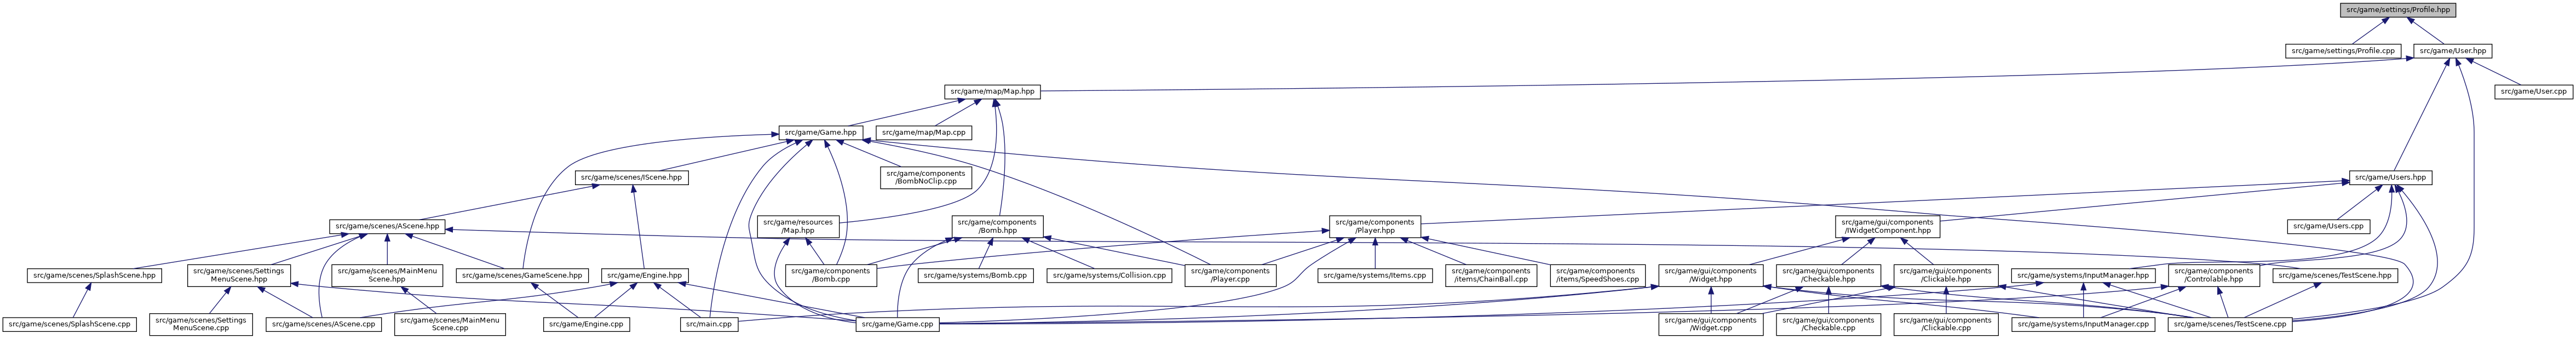 src/game/settings/Profile.hpp
src/game/settings/Profile.cpp
src/game/User.hpp
src/game/map/Map.hpp
src/game/User.cpp
src/game/Game.hpp
src/game/map/Map.cpp
src/game/scenes/IScene.hpp
src/game/components
/BombNoClip.cpp
src/game/Users.hpp
src/game/scenes/AScene.hpp
src/game/resources
/Map.hpp
src/game/components
/Bomb.hpp
src/game/components
/Player.hpp
src/game/gui/components
/IWidgetComponent.hpp
src/game/Users.cpp
src/game/scenes/SplashScene.hpp
src/game/scenes/Settings
MenuScene.hpp
src/game/scenes/MainMenu
Scene.hpp
src/game/scenes/GameScene.hpp
src/game/Engine.hpp
src/game/components
/Bomb.cpp
src/game/systems/Bomb.cpp
src/game/systems/Collision.cpp
src/game/components
/Player.cpp
src/game/systems/Items.cpp
src/game/components
/items/ChainBall.cpp
src/game/components
/items/SpeedShoes.cpp
src/game/gui/components
/Widget.hpp
src/game/gui/components
/Checkable.hpp
src/game/gui/components
/Clickable.hpp
src/game/systems/InputManager.hpp
src/game/components
/Controlable.hpp
src/game/scenes/TestScene.hpp
src/game/scenes/SplashScene.cpp
src/game/scenes/Settings
MenuScene.cpp
src/game/scenes/AScene.cpp
src/game/scenes/MainMenu
Scene.cpp
src/game/Engine.cpp
src/main.cpp
src/game/Game.cpp
src/game/gui/components
/Widget.cpp
src/game/gui/components
/Checkable.cpp
src/game/gui/components
/Clickable.cpp
src/game/systems/InputManager.cpp
src/game/scenes/TestScene.cpp